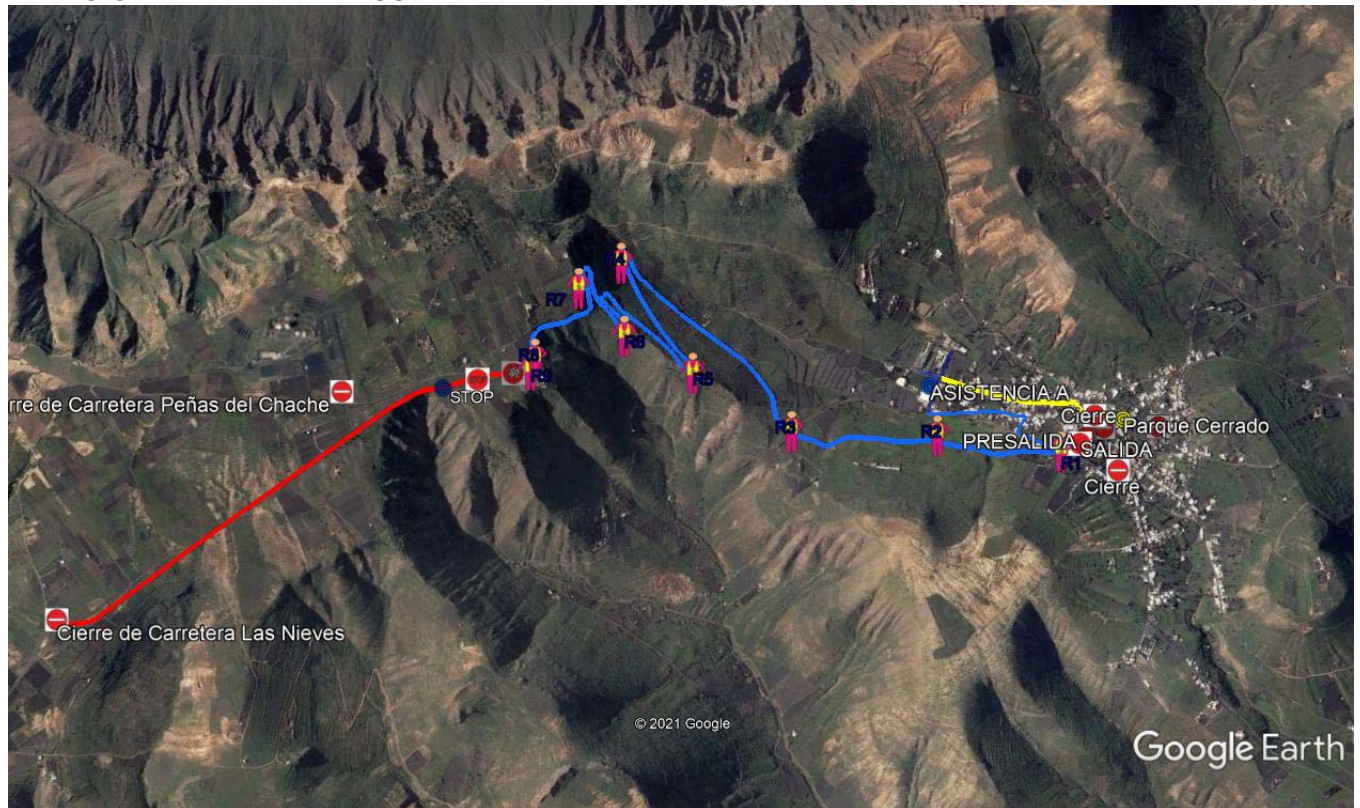 R4
R7
R6
R8
R9
R5
STOP
STOP
rre de Carretera Peñas del Chache
ASISTENCIA A
Cierre
Parque Cerrado
R3
R2
PRESALIDA
SALIDA
R1
Cierre
Cierre de Carretera Las Nieves
© 2021 Google
Google Earth